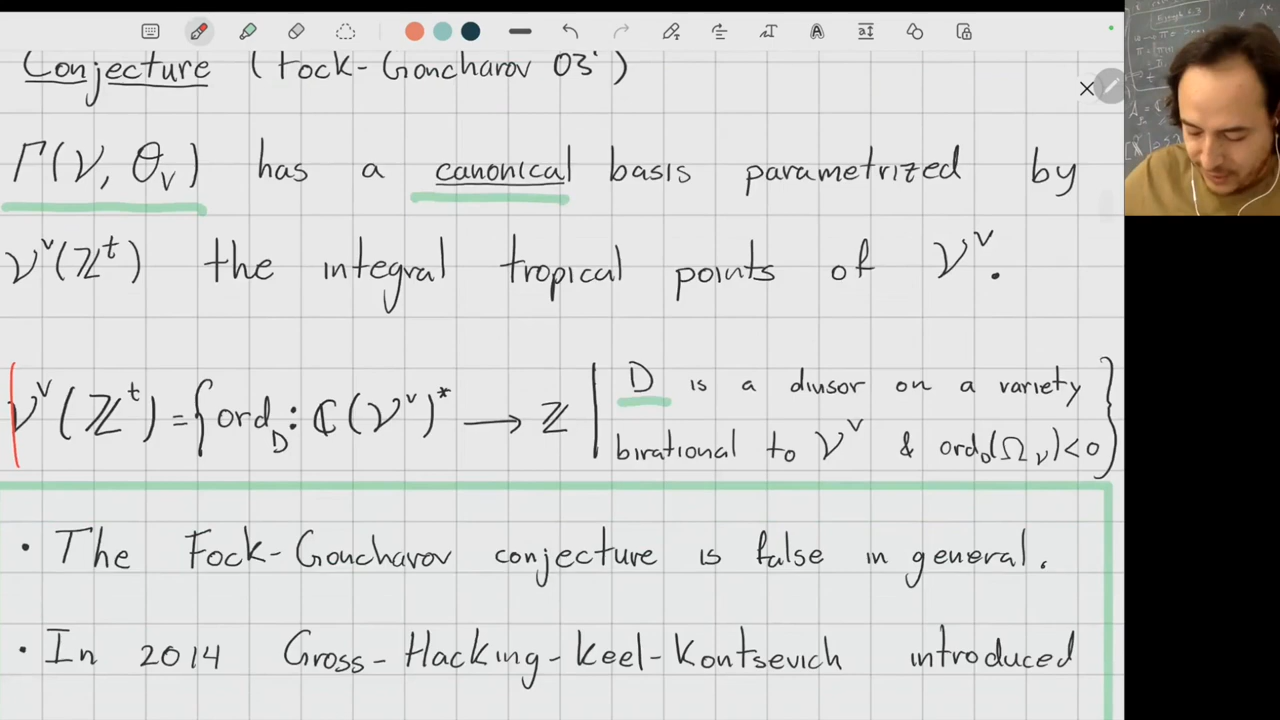 Conjecture (Fock-Goncharov 03')
Γ(𝒱, 𝒪_𝒱) has a canonical basis parametrized by
𝒱^∨(ℤ^t) the integral tropical points of 𝒱^∨.
𝒱^∨(ℤ^t) = { ord_D : ℂ(𝒱^∨)^* → ℤ | D is a divisor on a variety
birational to 𝒱^∨ & ord_D(Ω_𝒱) < 0 }
• The Fock-Goncharov conjecture is false in general.
• In 2014 Gross-Hacking-Keel-Kontsevich introduced